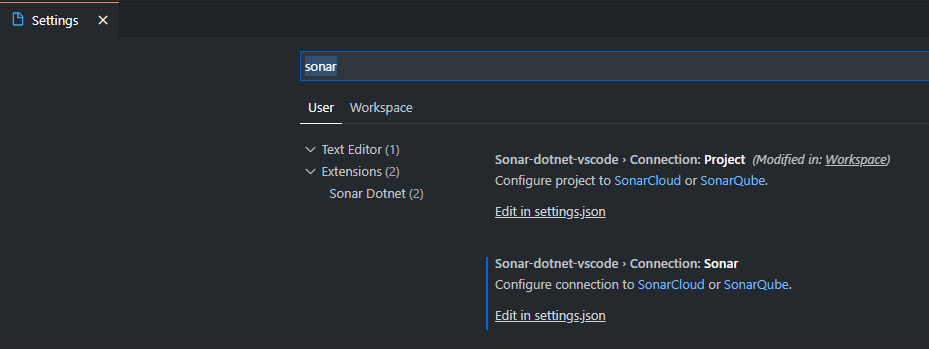 Settings
sonar
User Workspace
Text Editor (1)
Extensions (2)
Sonar Dotnet (2)
Sonar-dotnet-vscode › Connection: Project (Modified in: Workspace)
Configure project to SonarCloud or SonarQube.
Edit in settings.json
Sonar-dotnet-vscode › Connection: Sonar
Configure connection to SonarCloud or SonarQube.
Edit in settings.json